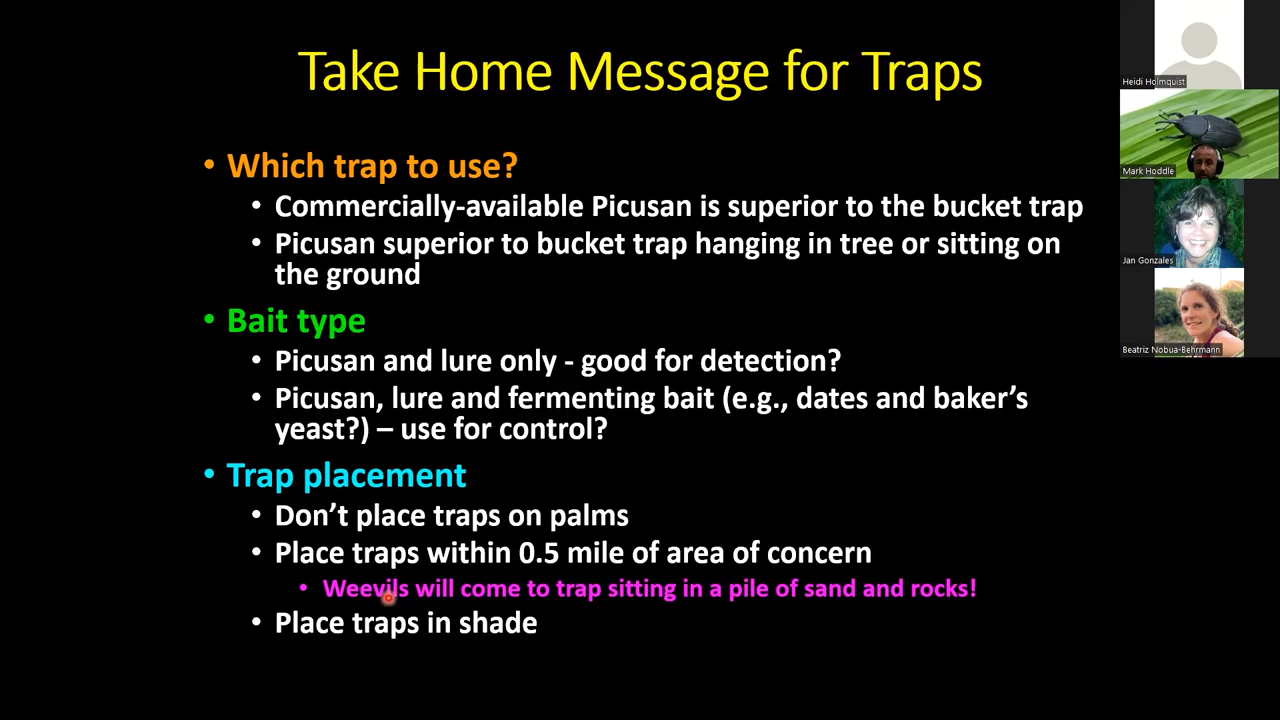 Take Home Message for Traps
• Which trap to use?
• Commercially-available Picusan is superior to the bucket trap
• Picusan superior to bucket trap hanging in tree or sitting on
the ground
• Bait type
• Picusan and lure only - good for detection?
• Picusan, lure and fermenting bait (e.g., dates and baker's
yeast?) – use for control?
• Trap placement
• Don't place traps on palms
• Place traps within 0.5 mile of area of concern
• Weevils will come to trap sitting in a pile of sand and rocks!
• Place traps in shade
Heidi Holmquist
Mark Hoddle
Jan Gonzales
Beatriz Nobua-Behrmann